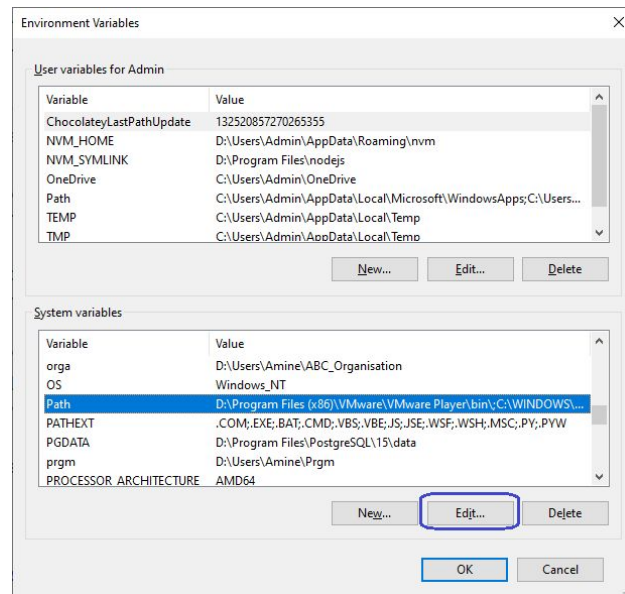 Environment Variables
User variables for Admin
Variable Value
ChocolateyLastPathUpdate 132520857270265355
NVM_HOME D:\Users\Admin\AppData\Roaming\nvm
NVM_SYMLINK D:\Program Files\nodejs
OneDrive C:\Users\Admin\OneDrive
Path C:\Users\Admin\AppData\Local\Microsoft\WindowsApps;C:\Users...
TEMP C:\Users\Admin\AppData\Local\Temp
TMP C:\Users\Admin\AppData\Local\Temp
New... Edit... Delete
System variables
Variable Value
orga D:\Users\Amine\ABC_Organisation
OS Windows_NT
Path D:\Program Files (x86)\VMware\VMware Player\bin\;C:\WINDOWS\...
PATHEXT .COM;.EXE;.BAT;.CMD;.VBS;.VBE;.JS;.JSE;.WSF;.WSH;.MSC;.PY;.PYW
PGDATA D:\Program Files\PostgreSQL\15\data
prgm D:\Users\Amine\Prgm
PROCESSOR_ARCHITECTURE AMD64
New... Edit... Delete
OK Cancel